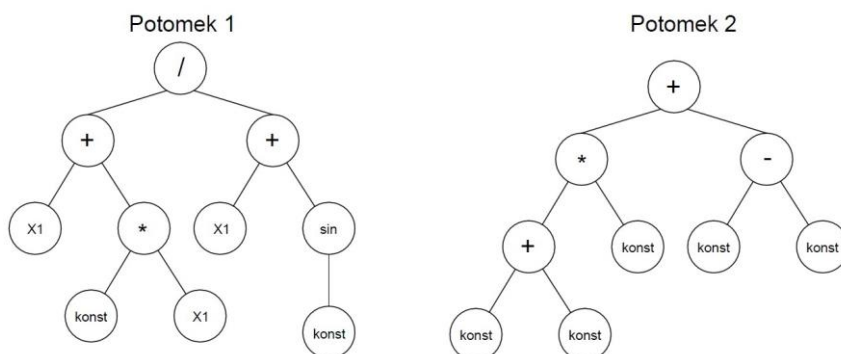 Potomek 1 Potomek 2
/
+
+ +
* -
X1 * X1 sin
+ konst konst konst
konst X1 konst
konst konst